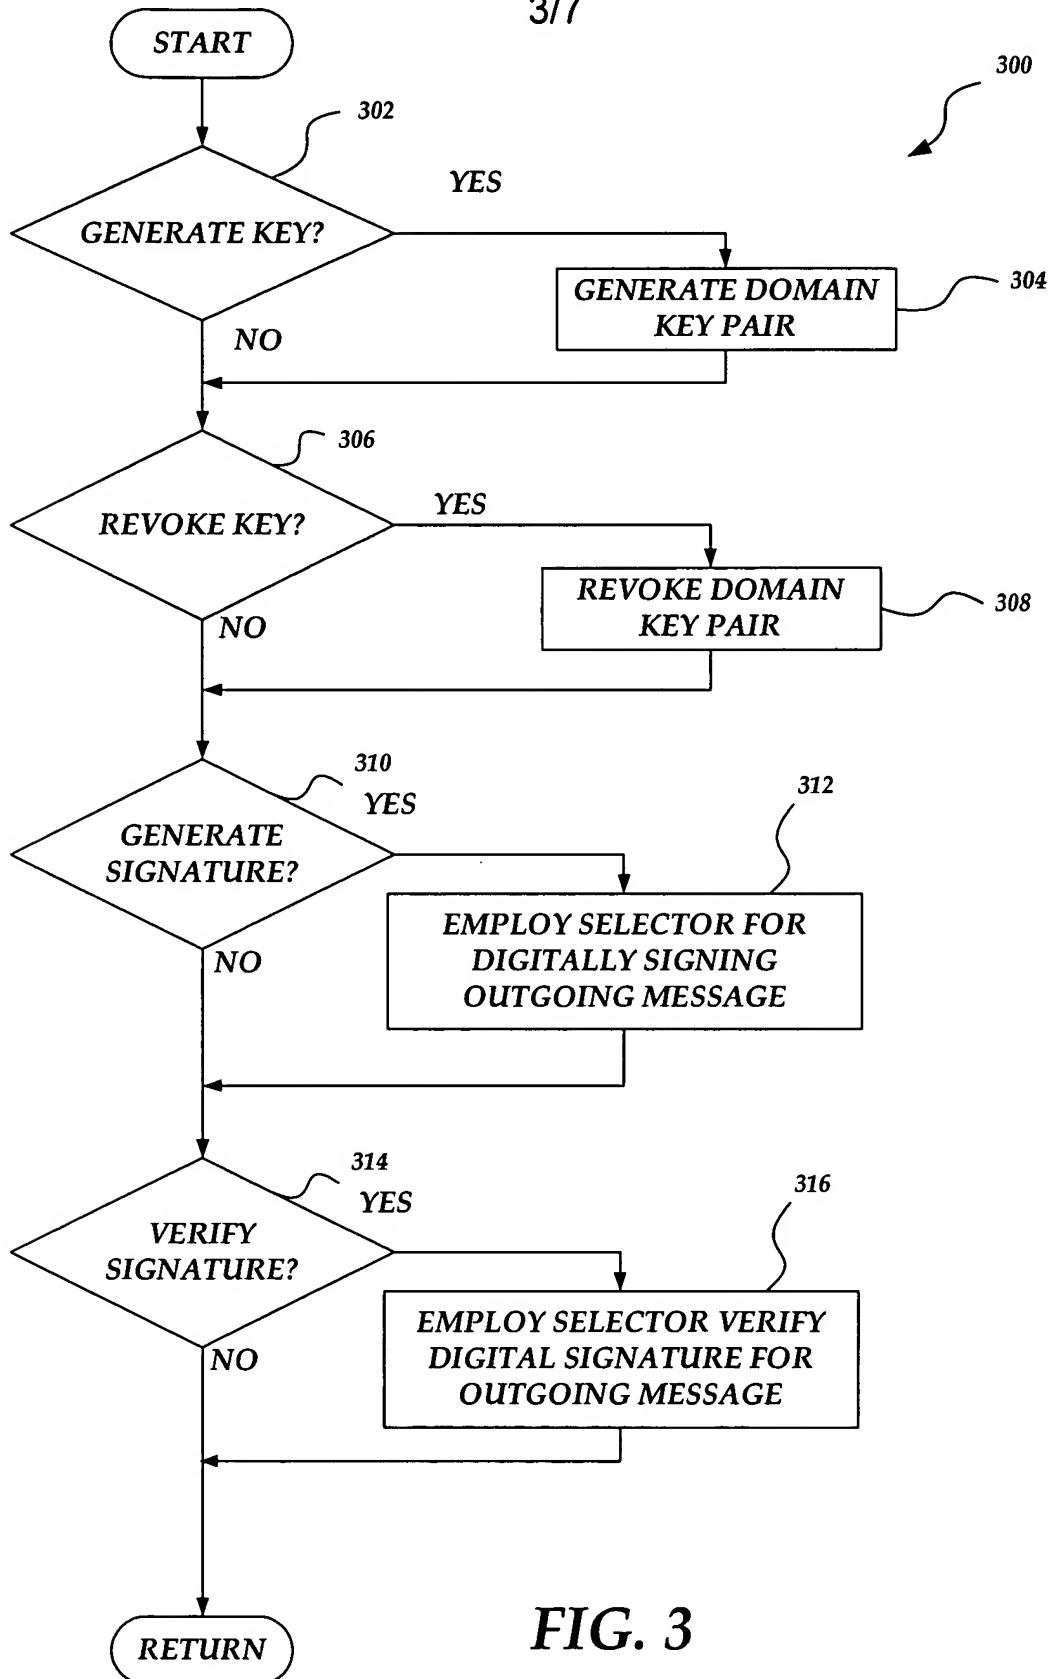 3/7
START
300
302
YES
GENERATE KEY?
304
GENERATE DOMAIN
KEY PAIR
NO
306
YES
REVOKE KEY?
308
REVOKE DOMAIN
KEY PAIR
NO
310
YES
312
GENERATE
SIGNATURE?
EMPLOY SELECTOR FOR
DIGITALLY SIGNING
OUTGOING MESSAGE
NO
314
YES
316
VERIFY
SIGNATURE?
EMPLOY SELECTOR VERIFY
DIGITAL SIGNATURE FOR
OUTGOING MESSAGE
NO
RETURN
FIG. 3